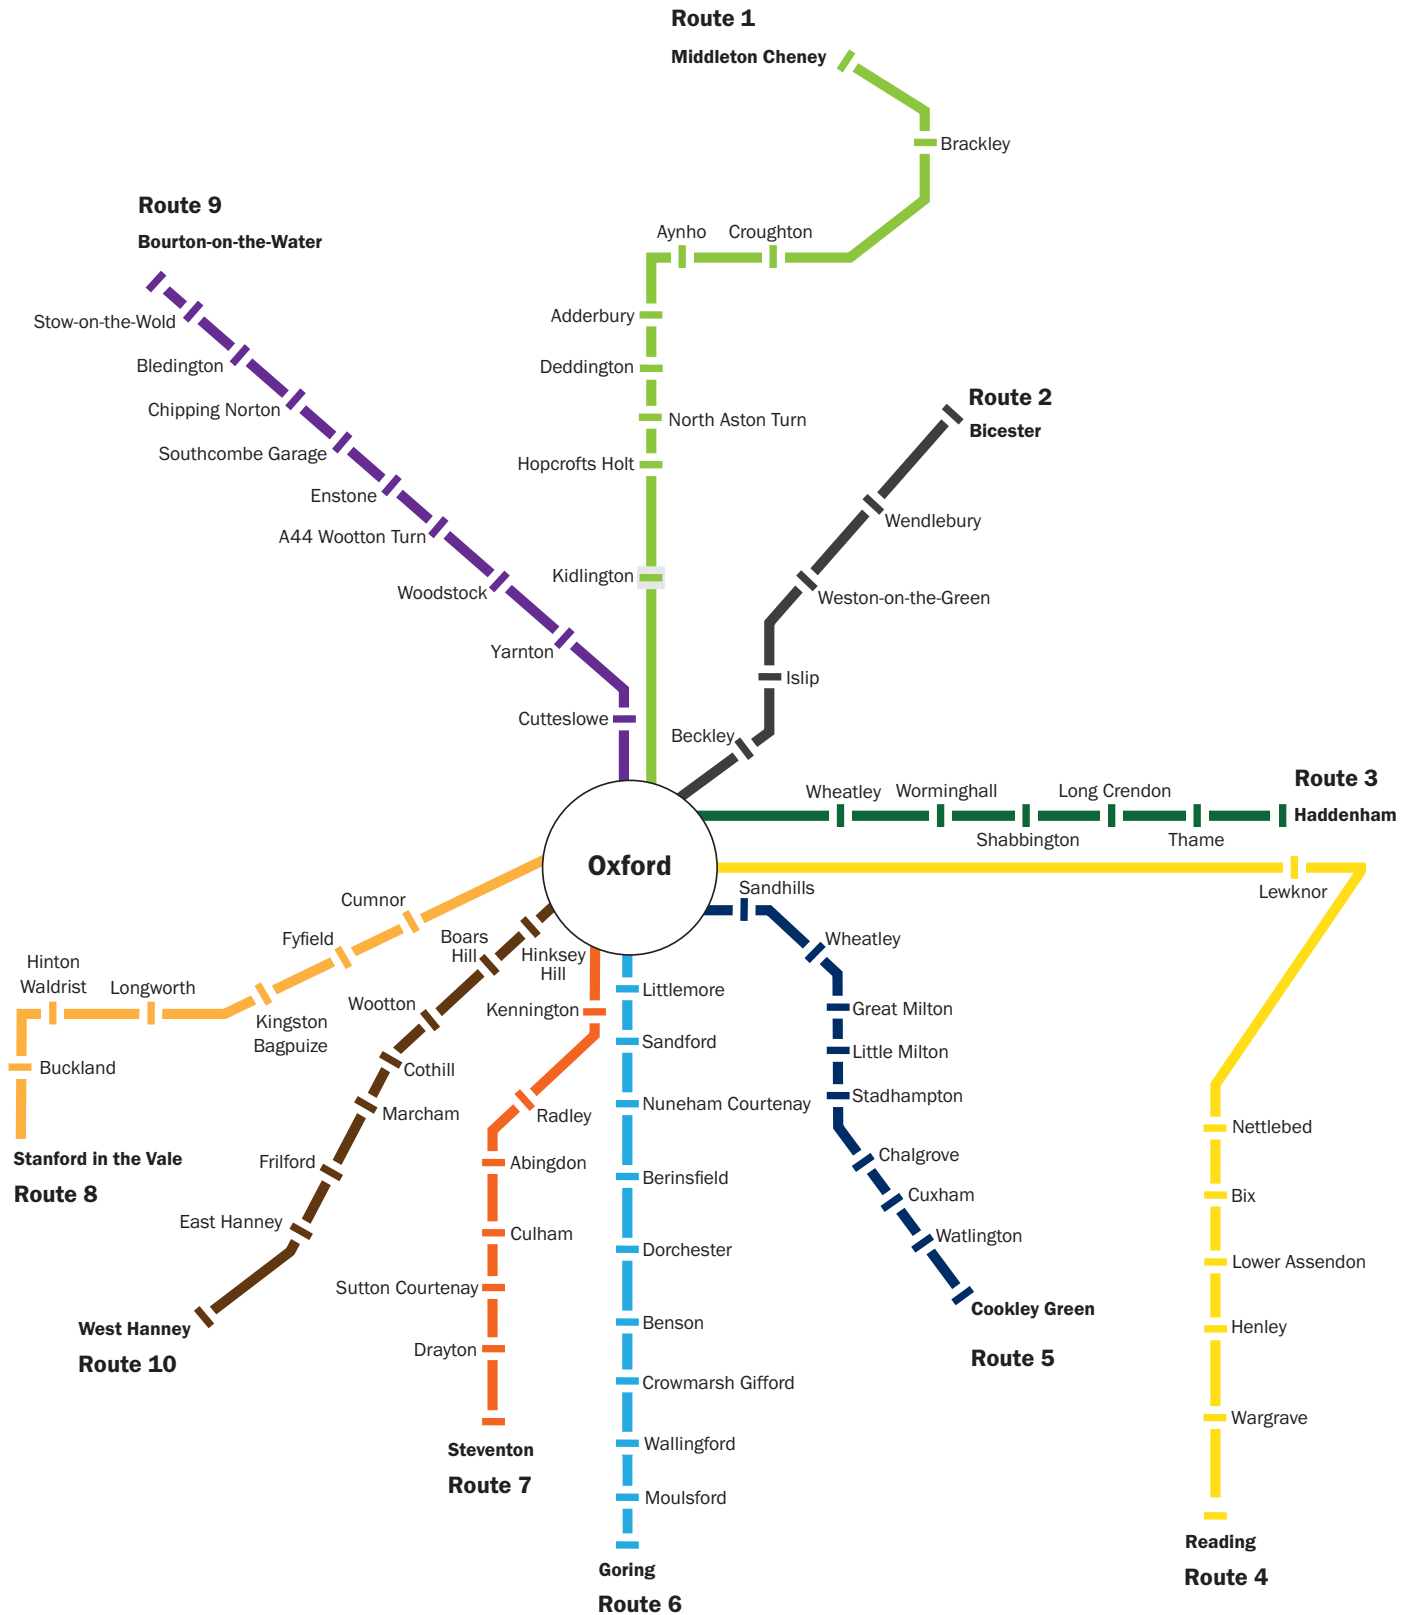 Route 1
Middleton Cheney
Brackley
Aynho
Croughton
Adderbury
Deddington
North Aston Turn
Hopcrofts Holt
Kidlington
Route 9
Bourton-on-the-Water
Stow-on-the-Wold
Bledington
Chipping Norton
Southcombe Garage
Enstone
A44 Wootton Turn
Woodstock
Yarnton
Cutteslowe
Route 2
Bicester
Wendlebury
Weston-on-the-Green
Islip
Beckley
Route 3
Haddenham
Wheatley
Worminghall
Shabbington
Long Crendon
Thame
Oxford
Lewknor
Nettlebed
Bix
Lower Assendon
Henley
Wargrave
Reading
Route 4
Sandhills
Wheatley
Great Milton
Little Milton
Stadhampton
Chalgrove
Cuxham
Watlington
Cookley Green
Route 5
Littlemore
Sandford
Nuneham Courtenay
Berinsfield
Dorchester
Benson
Crowmarsh Gifford
Wallingford
Moulsford
Goring
Route 6
Kennington
Radley
Abingdon
Culham
Sutton Courtenay
Drayton
Steventon
Route 7
Cumnor
Fyfield
Kingston
Bagpuize
Longworth
Hinton
Waldrist
Buckland
Stanford in the Vale
Route 8
Hinksey
Hill
Boars
Hill
Wootton
Cothill
Marcham
Frilford
East Hanney
West Hanney
Route 10